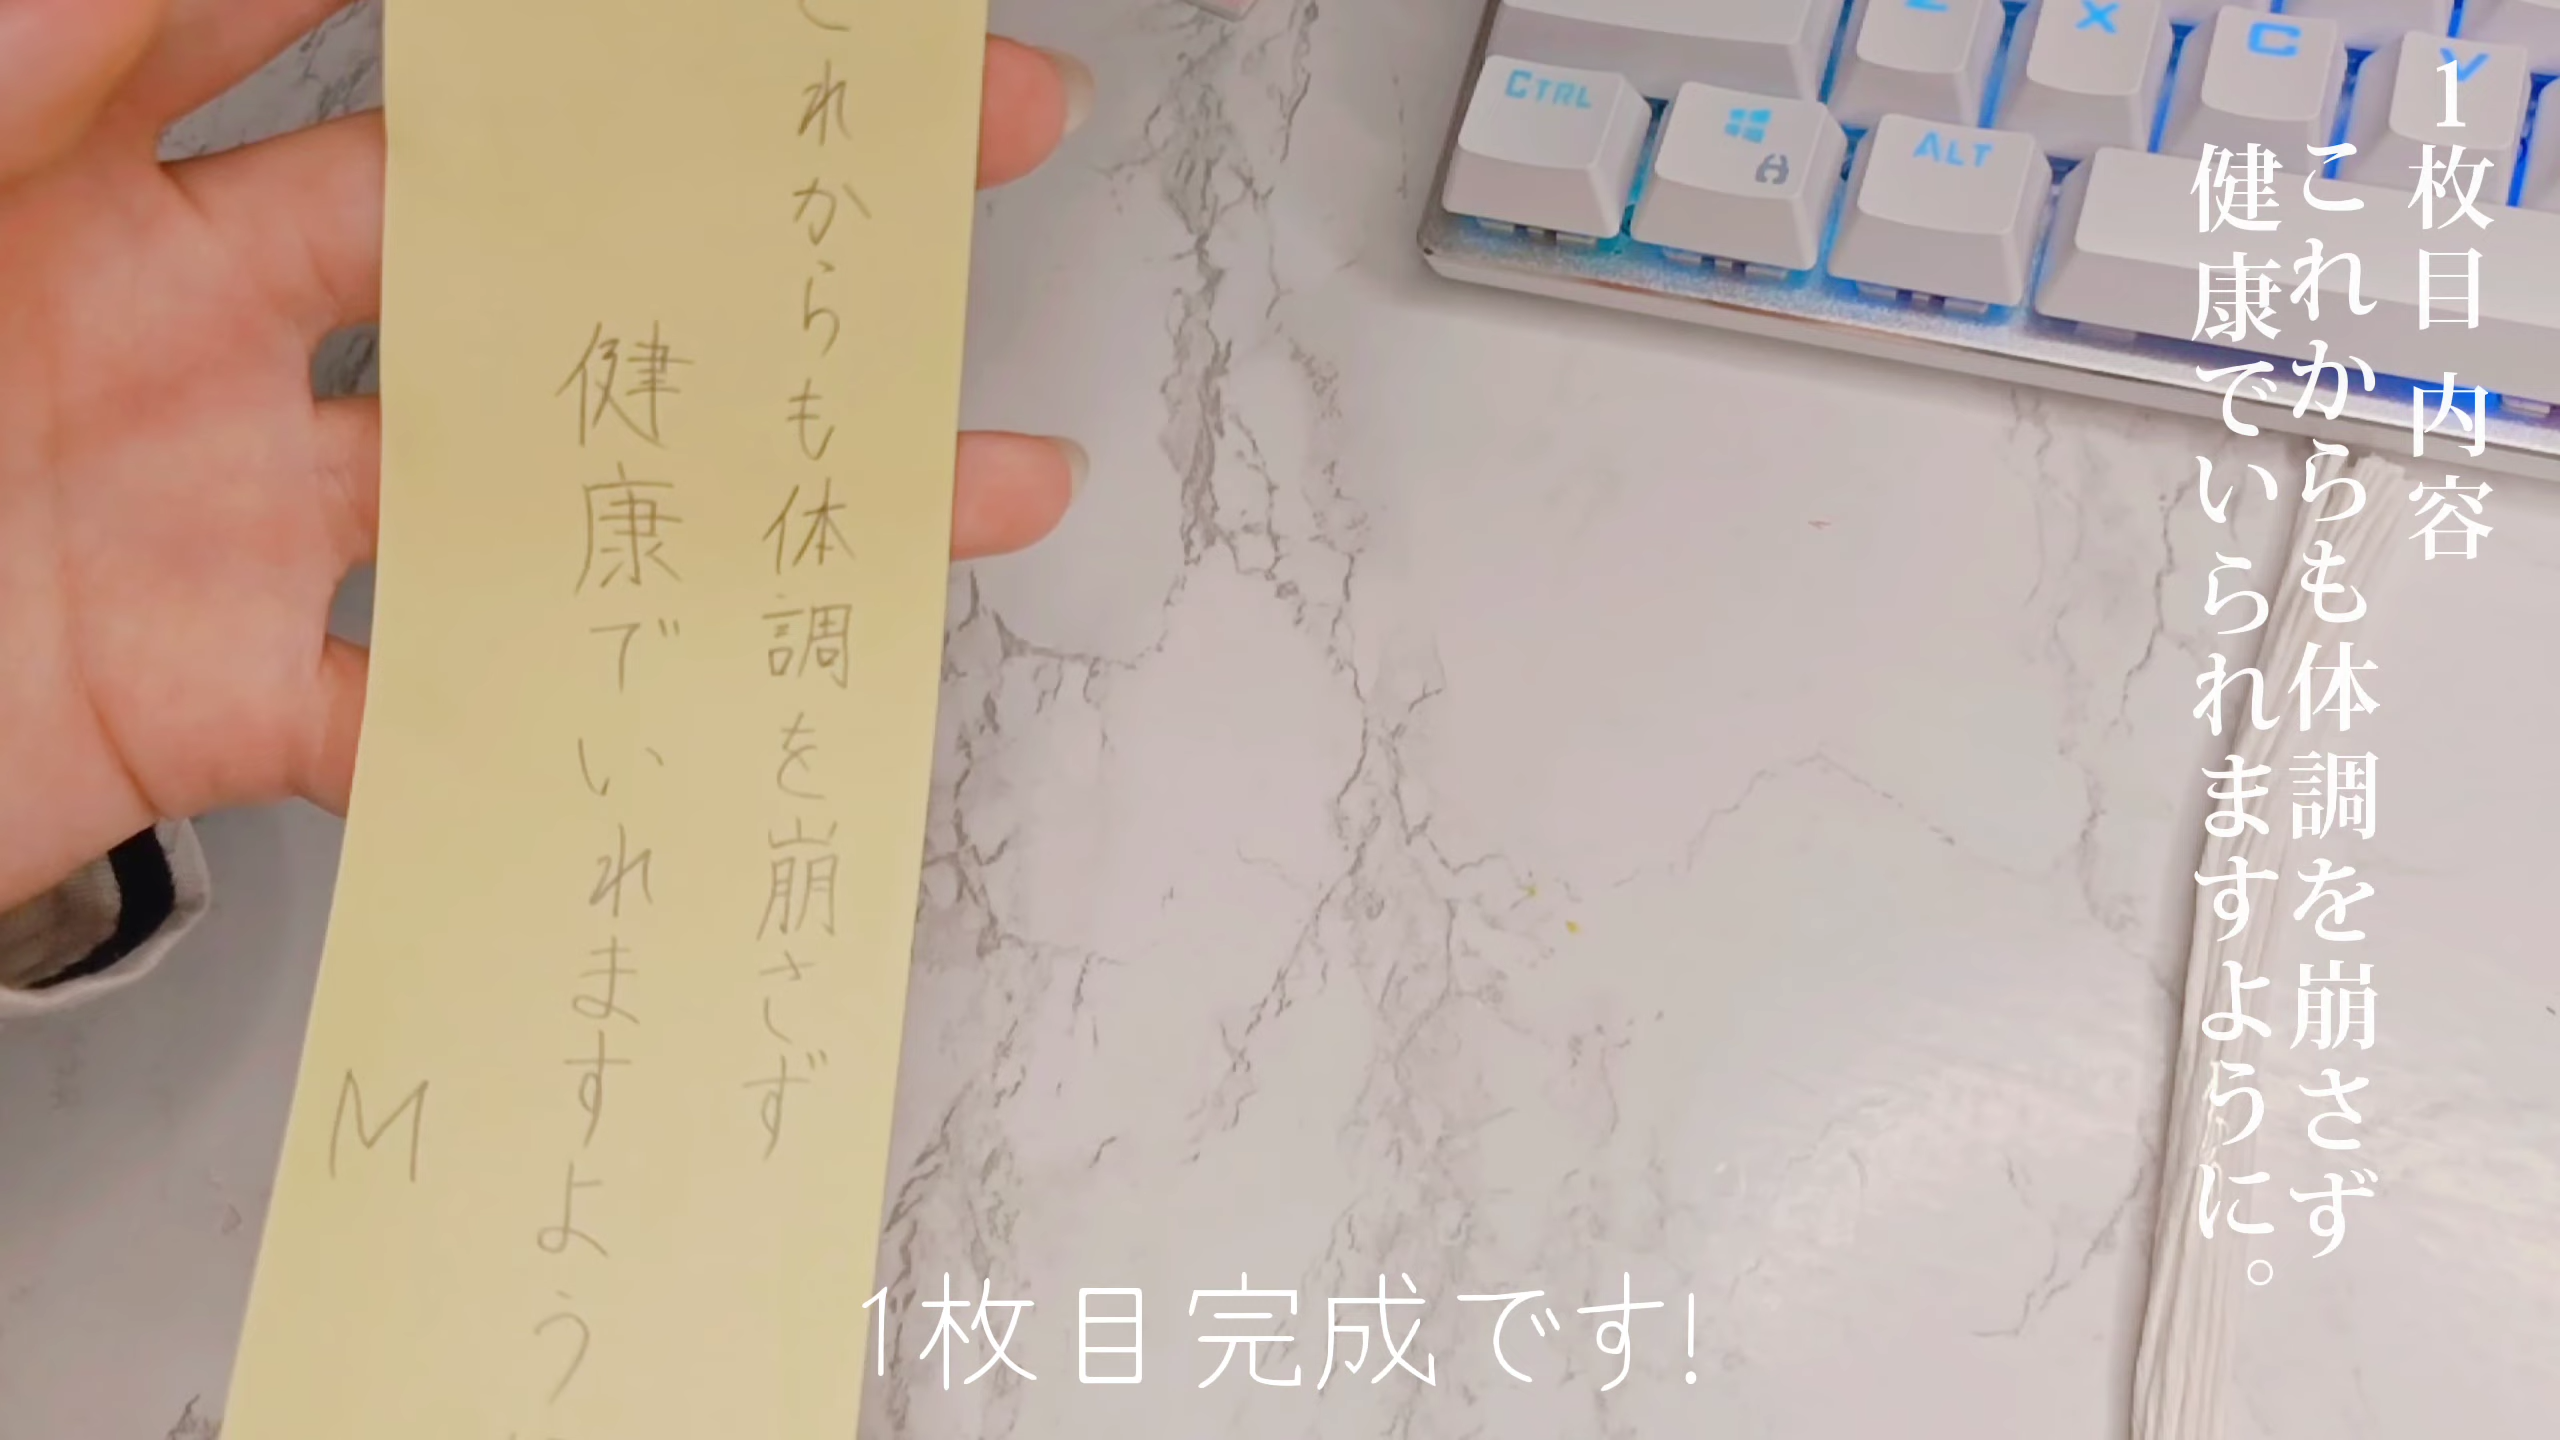 1枚目 内容
これからも体調を崩さず
健康でいられますように。
これからも体調を崩さず
健康でいれますよう
M
Z X C V
CTRL ALT
1枚目完成です!